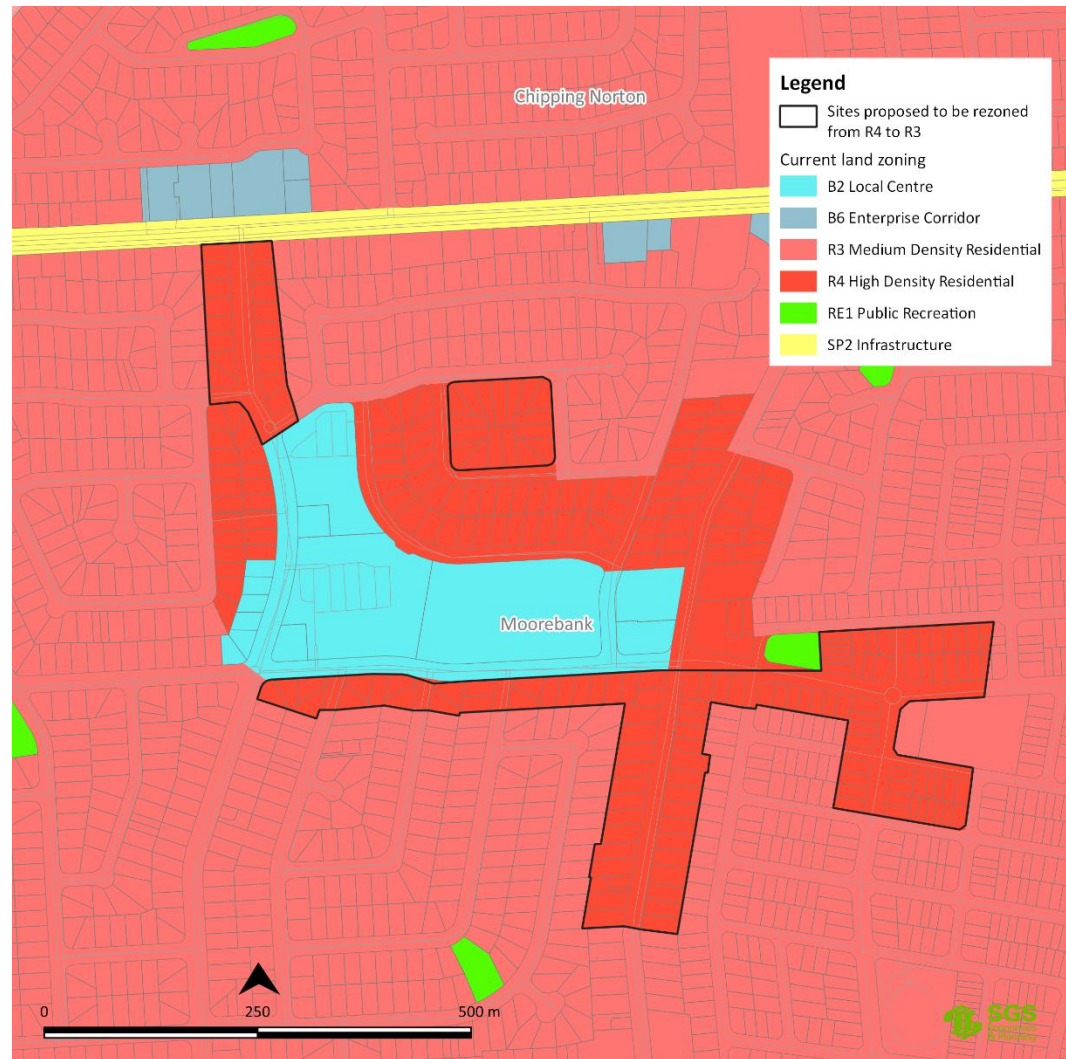 Chipping Norton
Legend
Sites proposed to be rezoned
from R4 to R3
Current land zoning
B2 Local Centre
B6 Enterprise Corridor
R3 Medium Density Residential
R4 High Density Residential
RE1 Public Recreation
SP2 Infrastructure
Moorebank
0
250
500 m
SGS